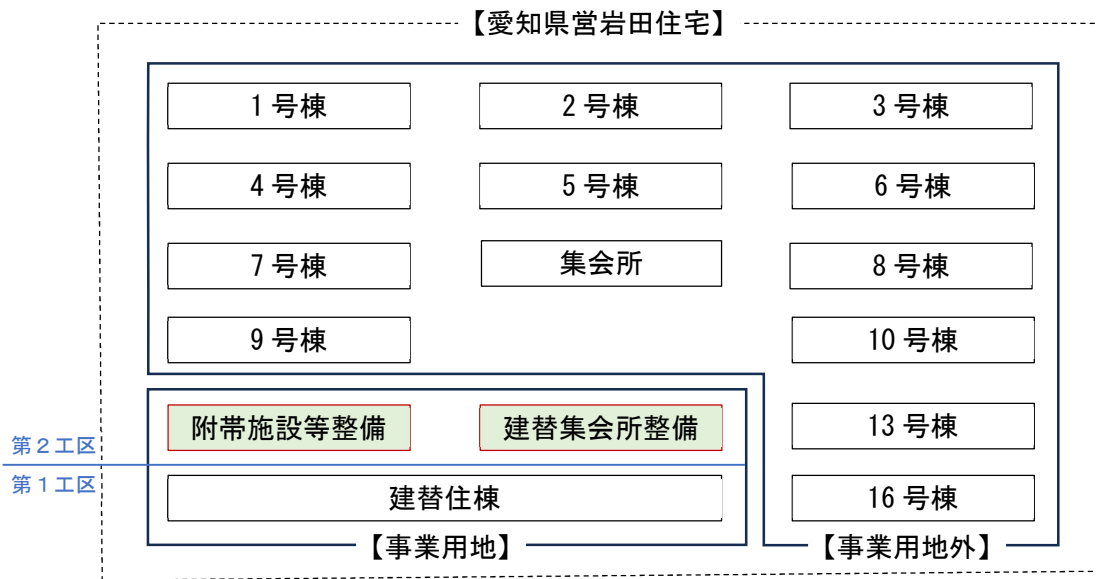 【愛知県営岩田住宅】
1号棟
2号棟
3号棟
4号棟
5号棟
6号棟
7号棟
集会所
8号棟
9号棟
10号棟
附帯施設等整備
建替集会所整備
13号棟
第2工区
第1工区
建替住棟
16号棟
【事業用地】
【事業用地外】